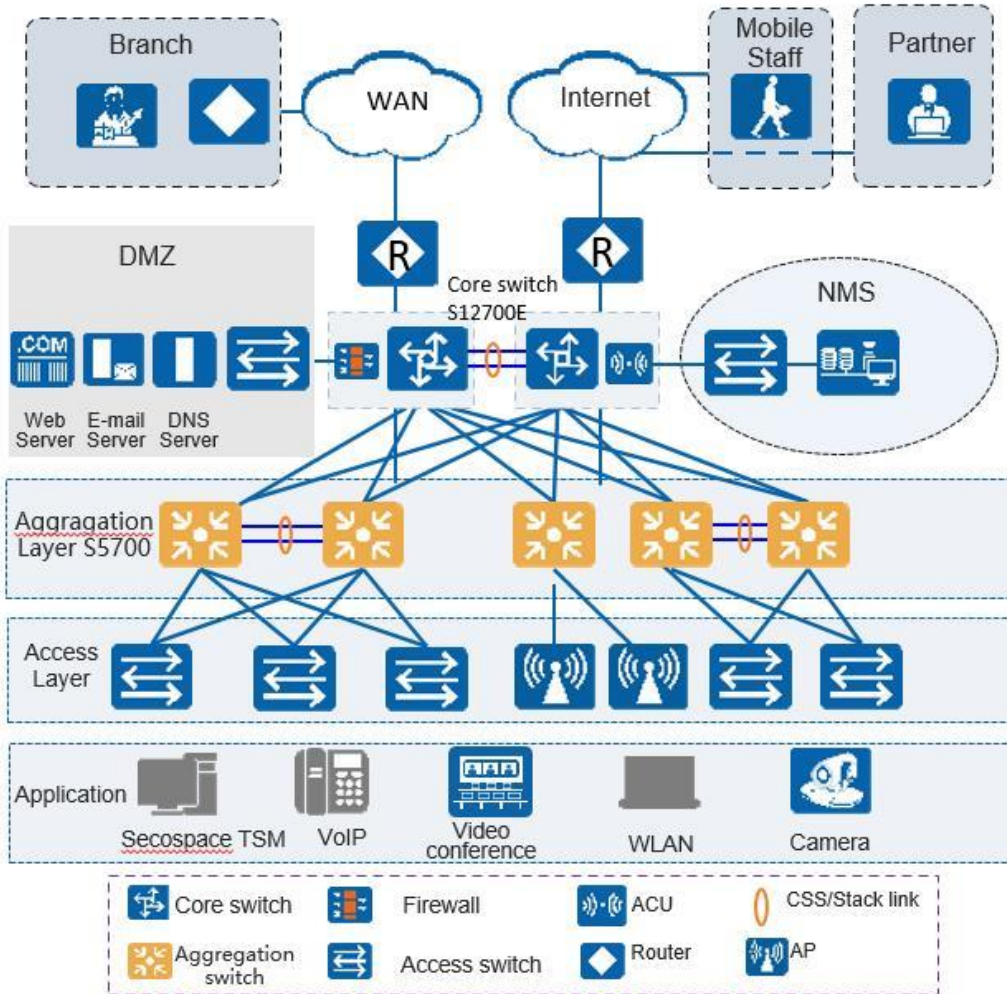 Branch
WAN
Internet
Mobile
Staff
Partner
DMZ
R
R
Core switch
S12700E
NMS
.COM
Web
Server
E-mail
Server
DNS
Server
Aggragation
Layer S5700
Access
Layer
Application
Secospace TSM
VoIP
Video
conference
WLAN
Camera
Core switch
Firewall
ACU
CSS/Stack link
Aggregation
switch
Access switch
Router
AP